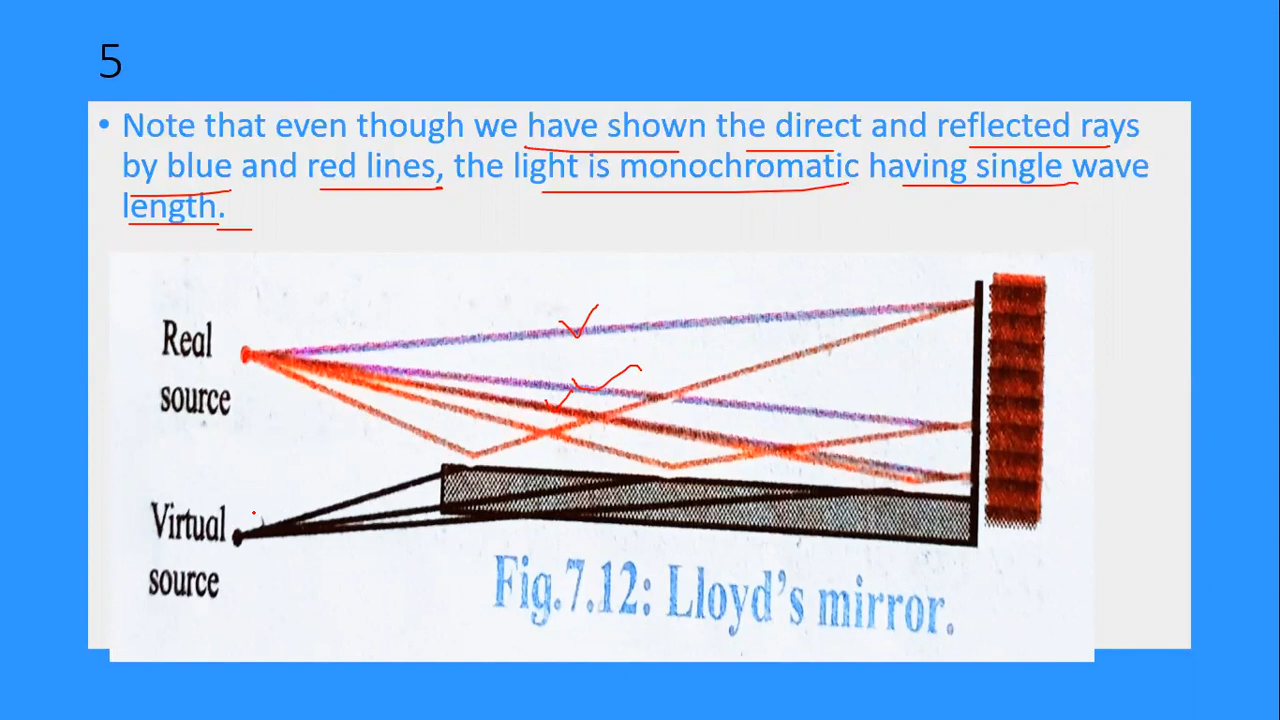 5
• Note that even though we have shown the direct and reflected rays
by blue and red lines, the light is monochromatic having single wave
length.
Real
source
Virtual
source
Fig.7.12: Lloyd's mirror.